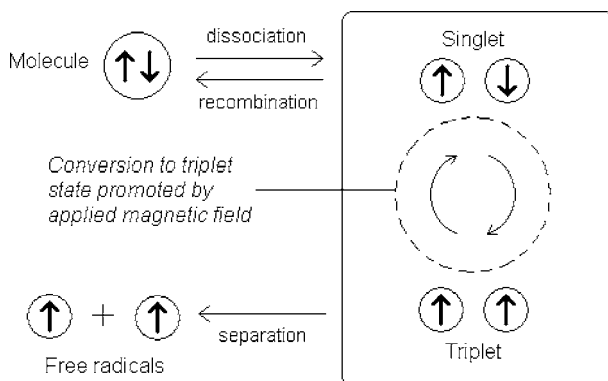 Molecule
dissociation
recombination
Singlet
Conversion to triplet
state promoted by
applied magnetic field
+
separation
Free radicals
Triplet